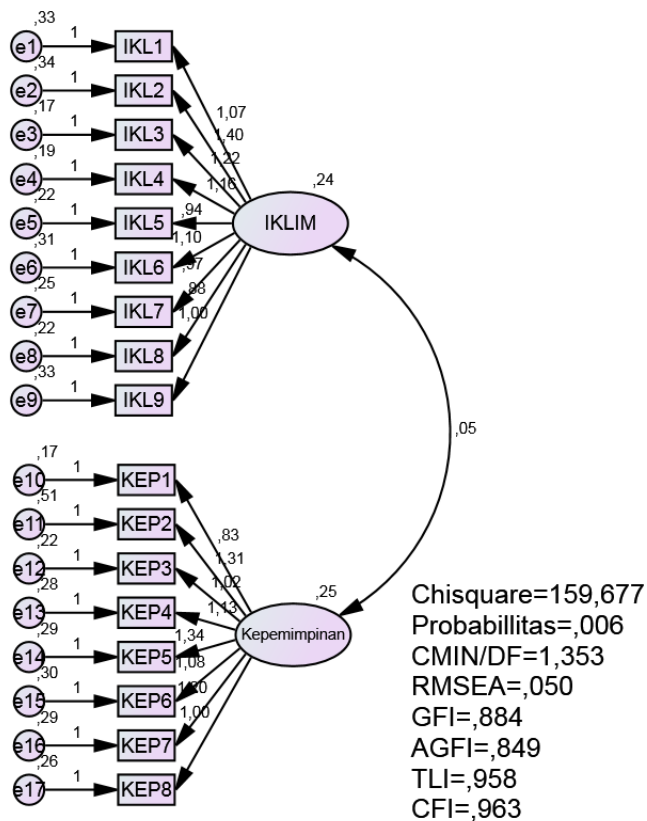 ,33
e1 1 IKL1
,34
e2 1 IKL2
,17
e3 1 IKL3
,19
e4 1 IKL4
,22
e5 1 IKL5
,31
e6 1 IKL6
,25
e7 1 IKL7
,22
e8 1 IKL8
,33
e9 1 IKL9
1,07
1,40
1,22
1,16
,94
1,10
,97
,88
1,00
,24
IKLIM
,05
,17
e10 1 KEP1
,51
e11 1 KEP2
,22
e12 1 KEP3
,28
e13 1 KEP4
,29
e14 1 KEP5
,30
e15 1 KEP6
,29
e16 1 KEP7
,26
e17 1 KEP8
,83
1,31
1,02
1,13
1,34
1,08
1,00
,25
Kepemimpinan
Chisquare=159,677
Probabillitas=,006
CMIN/DF=1,353
RMSEA=,050
GFI=,884
AGFI=,849
TLI=,958
CFI=,963